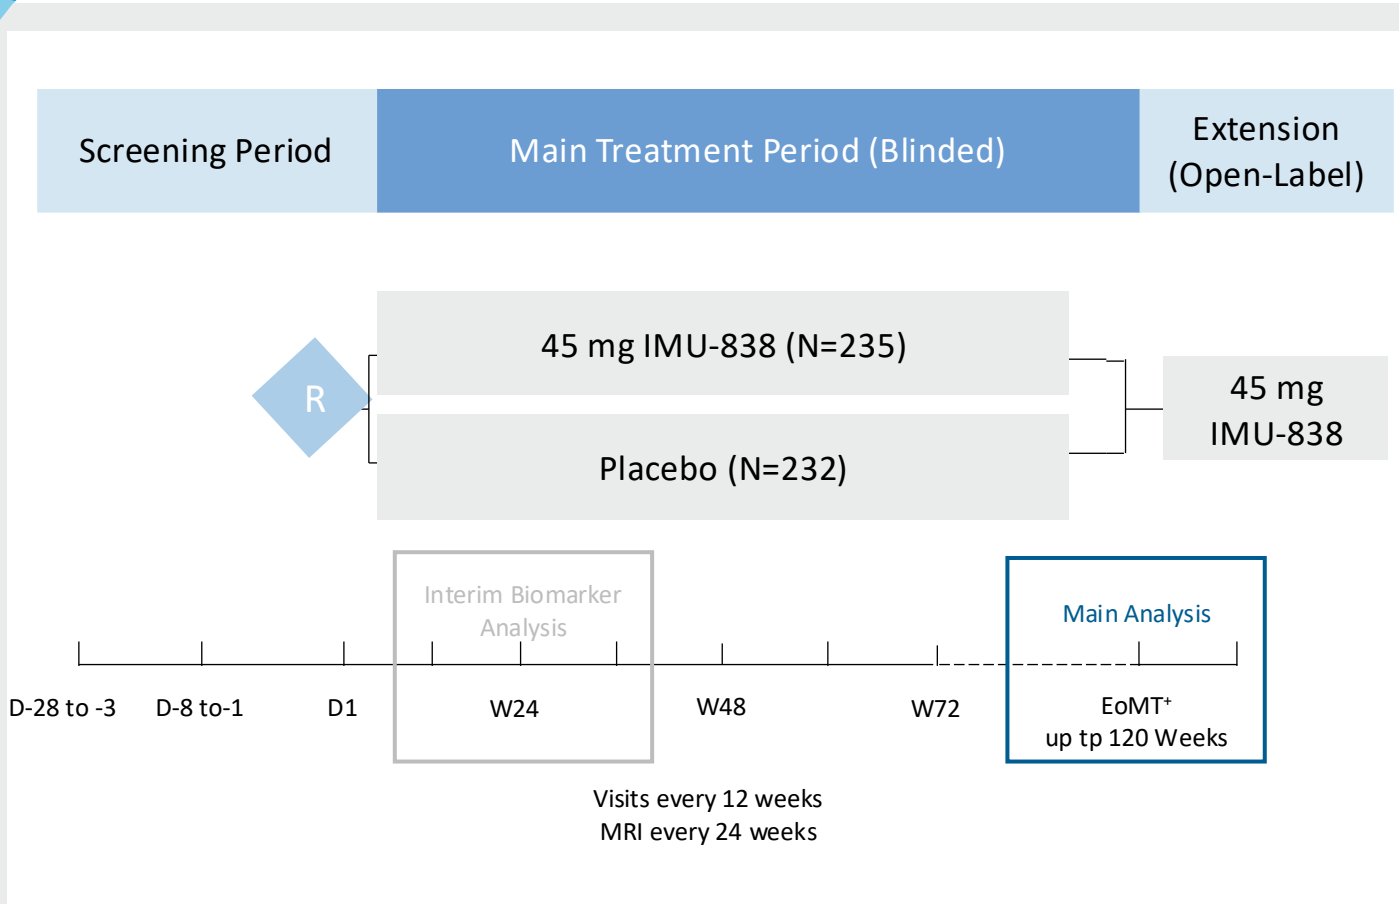 Screening Period
Main Treatment Period (Blinded)
Extension
(Open-Label)
R
45 mg IMU-838 (N=235)
Placebo (N=232)
45 mg
IMU-838
Interim Biomarker
Analysis
Main Analysis
D-28 to -3
D-8 to-1
D1
W24
W48
W72
EoMT⁺
up tp 120 Weeks
Visits every 12 weeks
MRI every 24 weeks